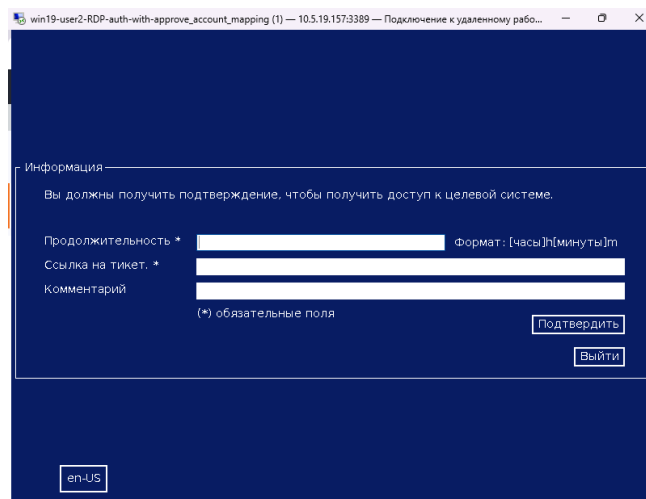 win19-user2-RDP-auth-with-approve_account_mapping (1) — 10.5.19.157:3389 — Подключение к удаленному рабо...
Информация
Вы должны получить подтверждение, чтобы получить доступ к целевой системе.
Продолжительность * Формат: [часы]h[минуты]m
Ссылка на тикет. *
Комментарий
(*) обязательные поля
Подтвердить
Выйти
en-US